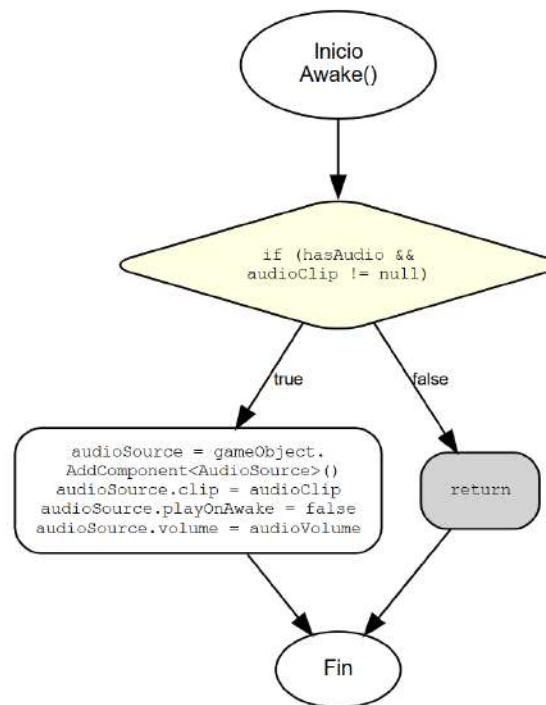 Inicio
Awake()
if (hasAudio &&
audioClip != null)
true
false
audioSource = gameObject.
AddComponent<AudioSource>()
audioSource.clip = audioClip
audioSource.playOnAwake = false
audioSource.volume = audioVolume
return
Fin